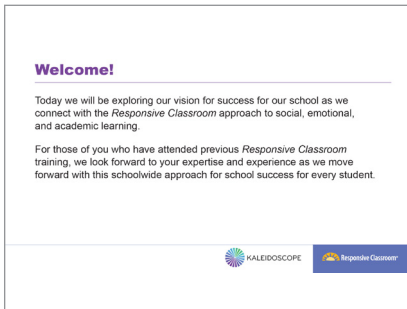 Welcome!
Today we will be exploring our vision for success for our school as we
connect with the Responsive Classroom approach to social, emotional,
and academic learning.
For those of you who have attended previous Responsive Classroom
training, we look forward to your expertise and experience as we move
forward with this schoolwide approach for school success for every student.
KALEIDOSCOPE
Responsive Classroom®